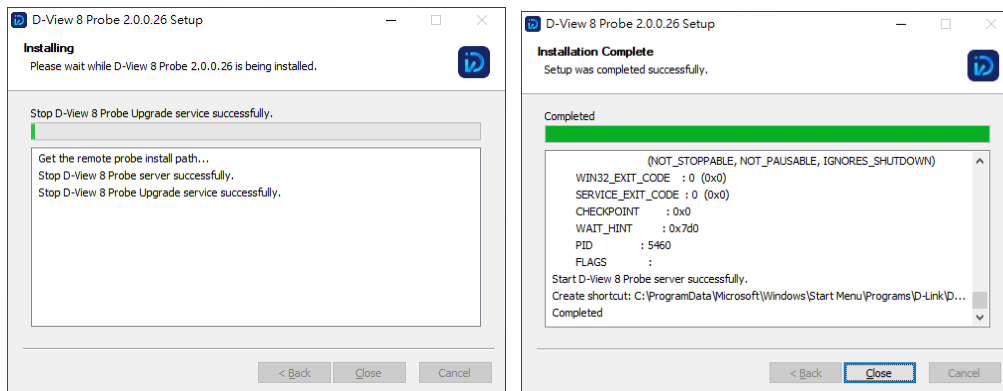 D-View 8 Probe 2.0.0.26 Setup
Installing
Please wait while D-View 8 Probe 2.0.0.26 is being installed.
Stop D-View 8 Probe Upgrade service successfully.
Get the remote probe install path...
Stop D-View 8 Probe server successfully.
Stop D-View 8 Probe Upgrade service successfully.
< Back
Close
Cancel
D-View 8 Probe 2.0.0.26 Setup
Installation Complete
Setup was completed successfully.
Completed
(NOT_STOPPABLE, NOT_PAUSABLE, IGNORES_SHUTDOWN)
WIN32_EXIT_CODE : 0 (0x0)
SERVICE_EXIT_CODE : 0 (0x0)
CHECKPOINT : 0x0
WAIT_HINT : 0x7d0
PID : 5460
FLAGS :
Start D-View 8 Probe server successfully.
Create shortcut: C:\ProgramData\Microsoft\Windows\Start Menu\Programs\D-Link\D...
Completed
< Back
Close
Cancel